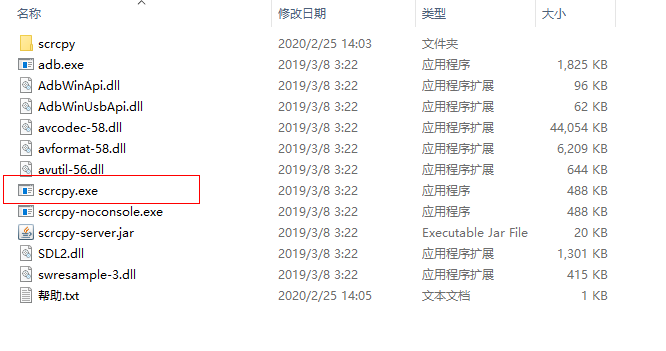 名称 修改日期 类型 大小
scrcpy 2020/2/25 14:03 文件夹
adb.exe 2019/3/8 3:22 应用程序 1,825 KB
AdbWinApi.dll 2019/3/8 3:22 应用程序扩展 96 KB
AdbWinUsbApi.dll 2019/3/8 3:22 应用程序扩展 62 KB
avcodec-58.dll 2019/3/8 3:22 应用程序扩展 44,054 KB
avformat-58.dll 2019/3/8 3:22 应用程序扩展 6,209 KB
avutil-56.dll 2019/3/8 3:22 应用程序扩展 644 KB
scrcpy.exe 2019/3/8 3:22 应用程序 488 KB
scrcpy-noconsole.exe 2019/3/8 3:22 应用程序 488 KB
scrcpy-server.jar 2019/3/8 3:22 Executable Jar File 20 KB
SDL2.dll 2019/3/8 3:22 应用程序扩展 1,301 KB
swresample-3.dll 2019/3/8 3:22 应用程序扩展 415 KB
帮助.txt 2020/2/25 14:05 文本文档 1 KB